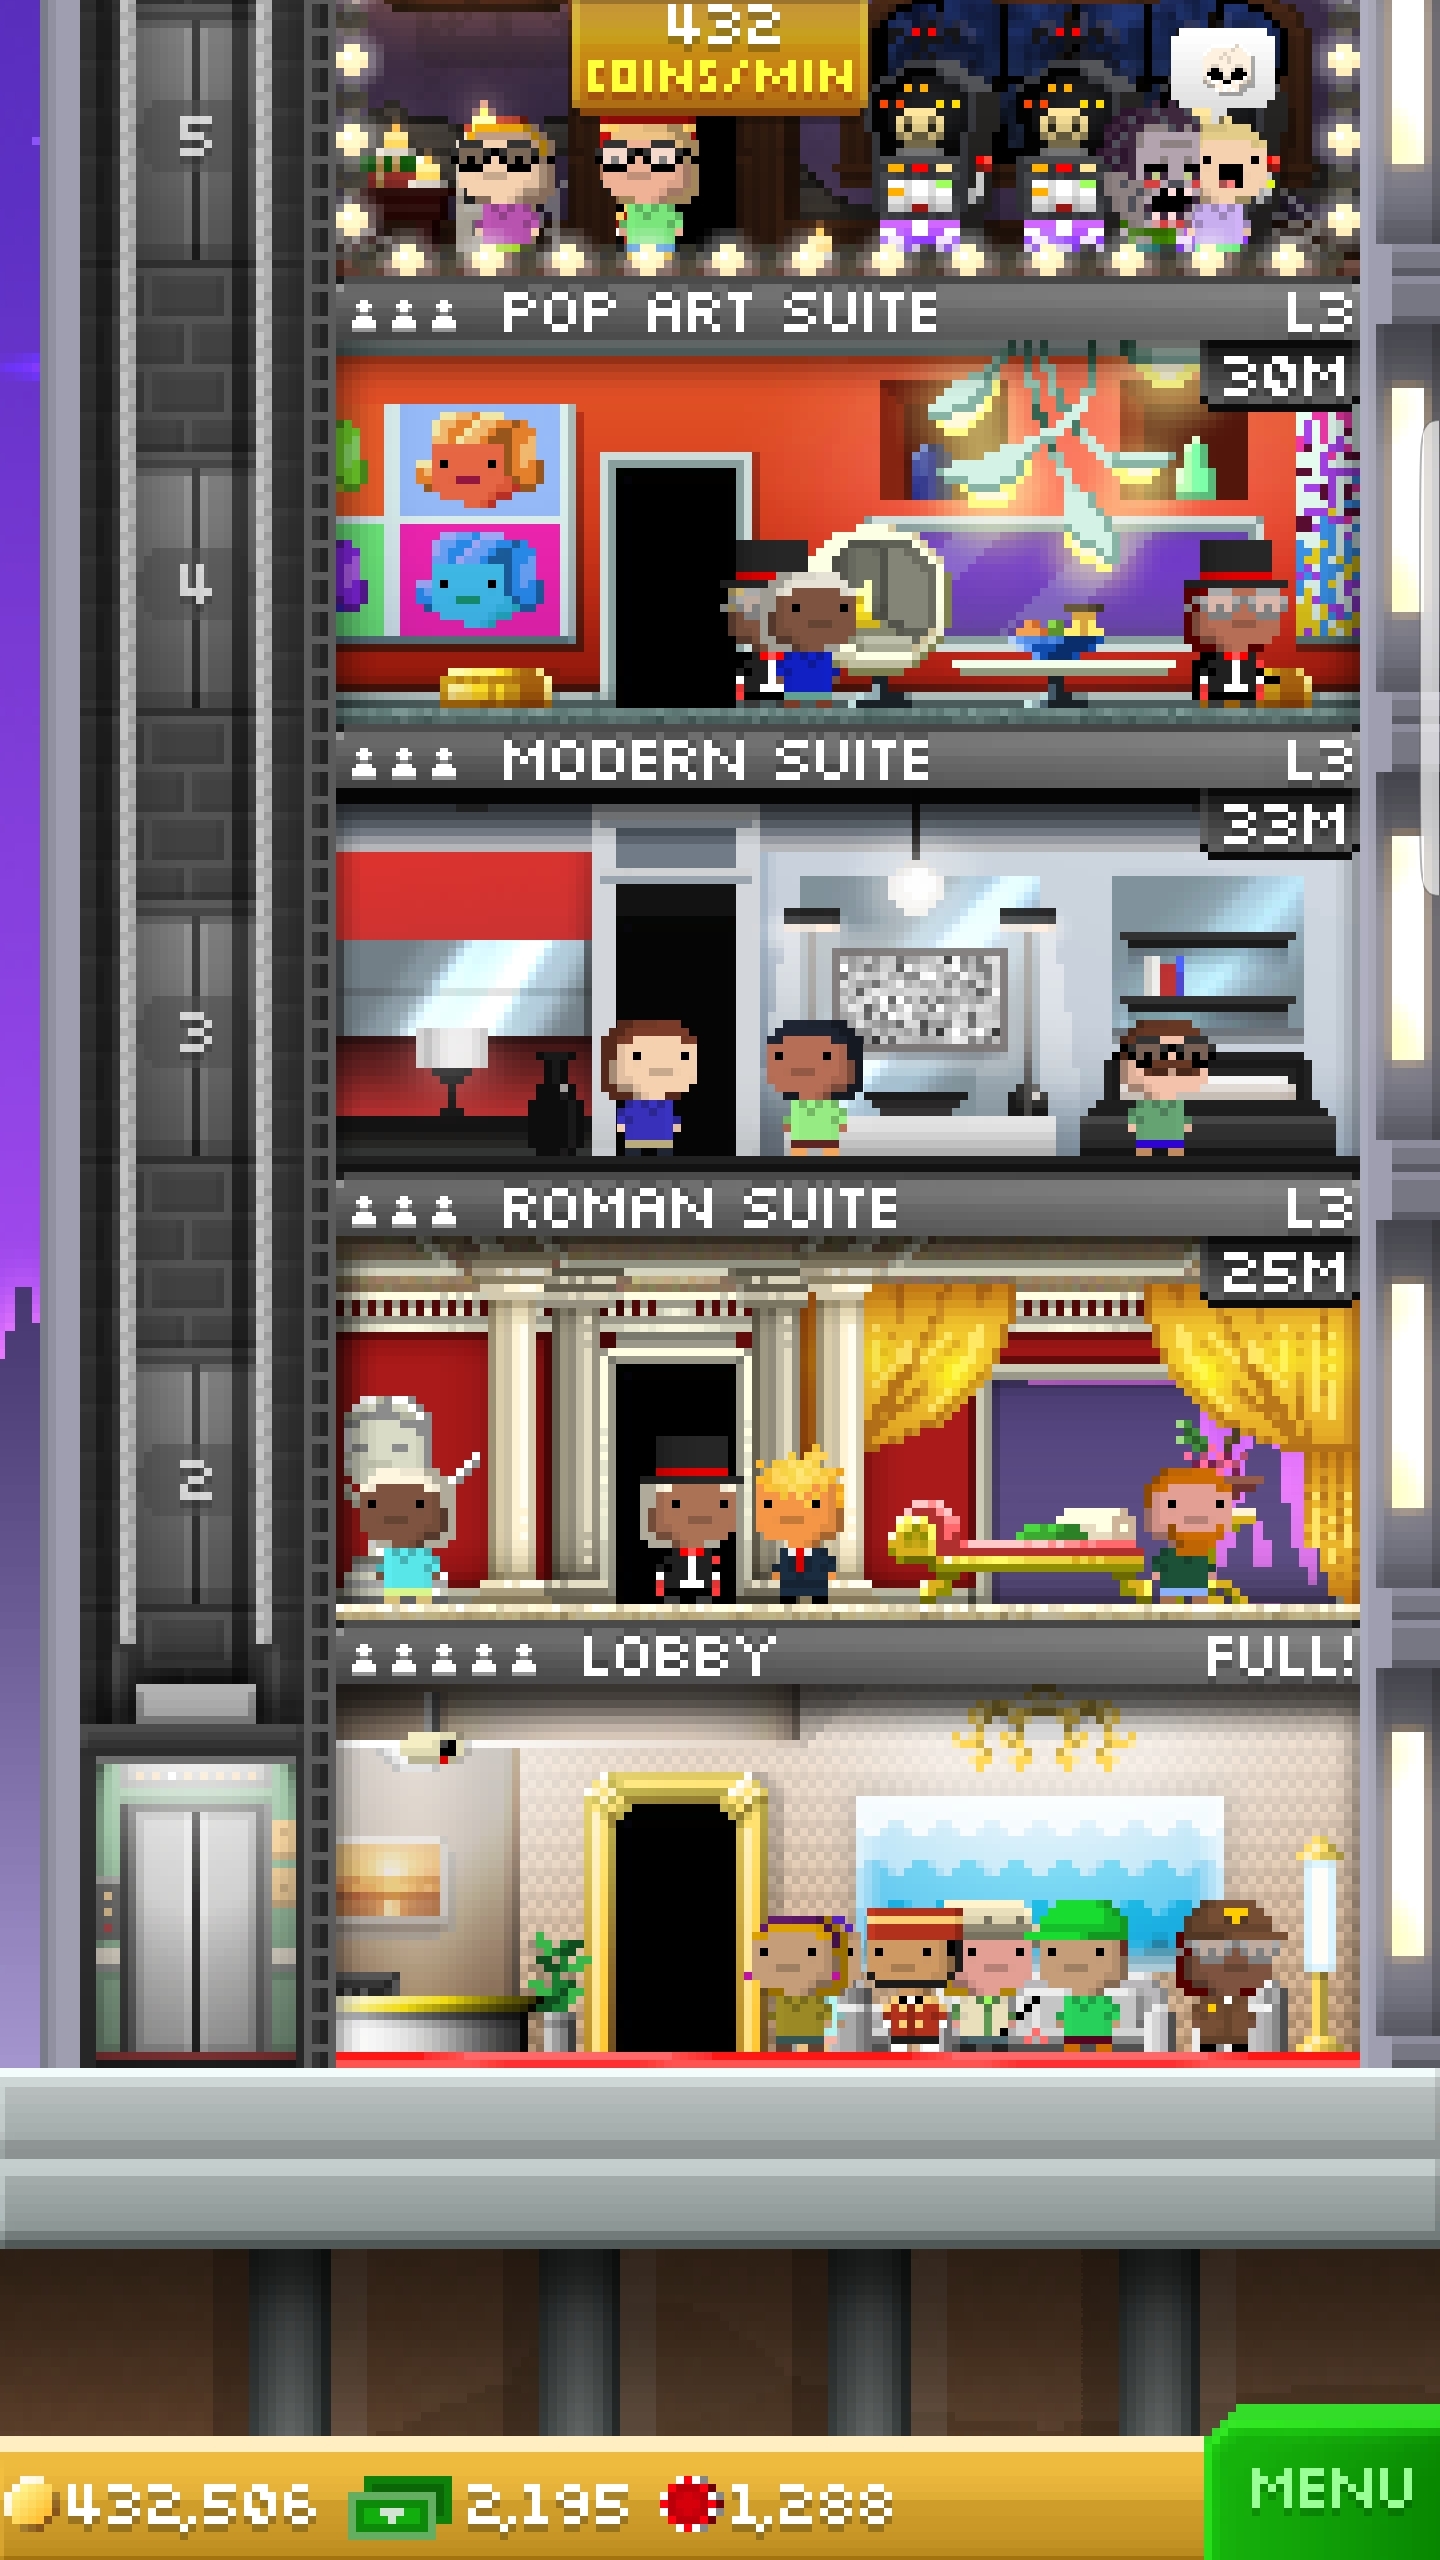 432
COINS/MIN
5
POP ART SUITE L3
30M
4
MODERN SUITE L3
33M
3
ROMAN SUITE L3
25M
2
LOBBY FULL!
432,506 2,195 1,288 MENU